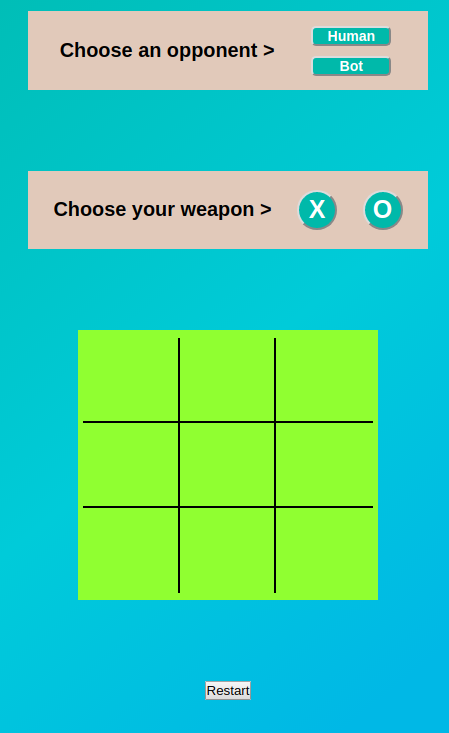 Choose an opponent >
Human
Bot
Choose your weapon >
X
O
Restart